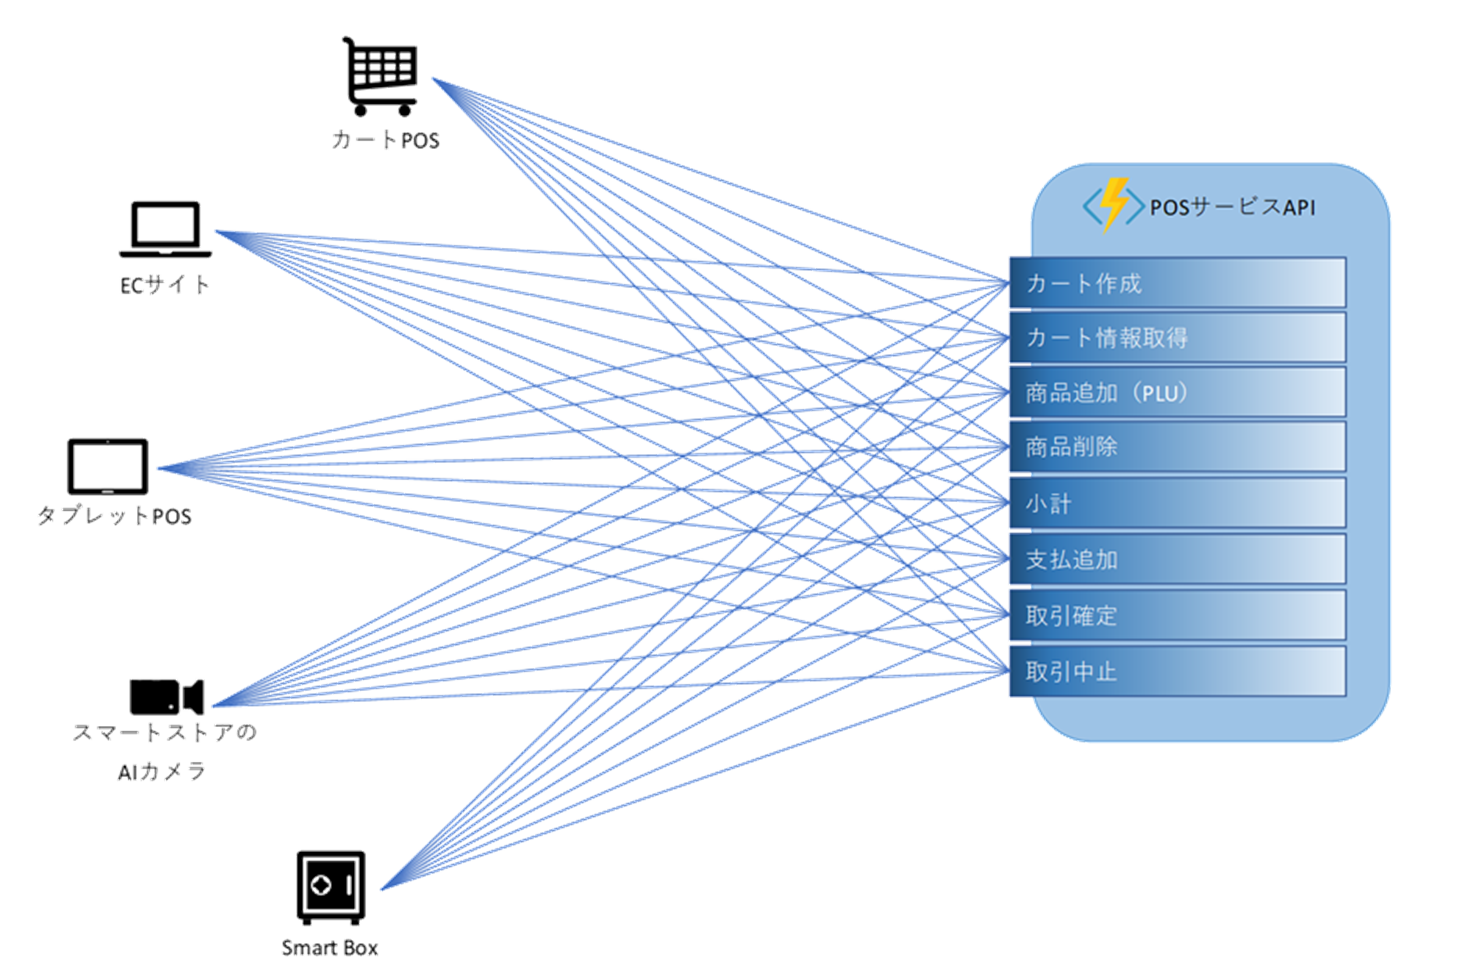 カートPOS
ECサイト
タブレットPOS
スマートストアの
AIカメラ
Smart Box
POSサービスAPI
カート作成
カート情報取得
商品追加（PLU）
商品削除
小計
支払追加
取引確定
取引中止